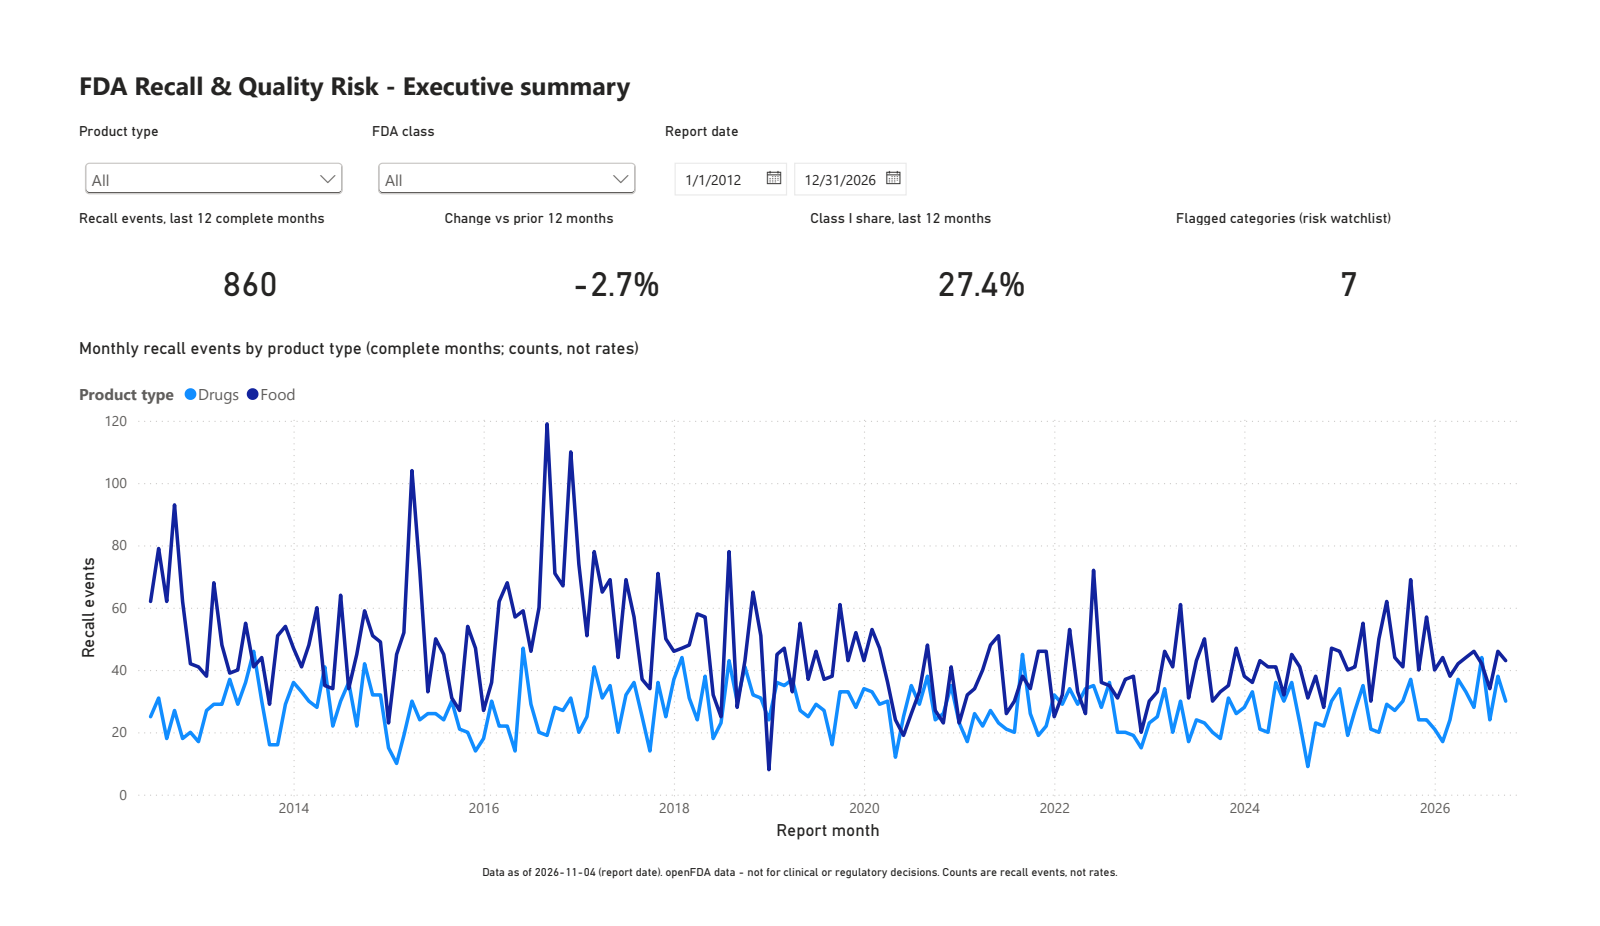 FDA Recall & Quality Risk - Executive summary
Product type
FDA class
Report date
All
All
1/1/2012
12/31/2026
Recall events, last 12 complete months
Change vs prior 12 months
Class I share, last 12 months
Flagged categories (risk watchlist)
860
-2.7%
27.4%
7
Monthly recall events by product type (complete months; counts, not rates)
Product type Drugs Food
Recall events
120
100
80
60
40
20
0
2014 2016 2018 2020 2022 2024 2026
Report month
Data as of 2026-11-04 (report date). openFDA data - not for clinical or regulatory decisions. Counts are recall events, not rates.